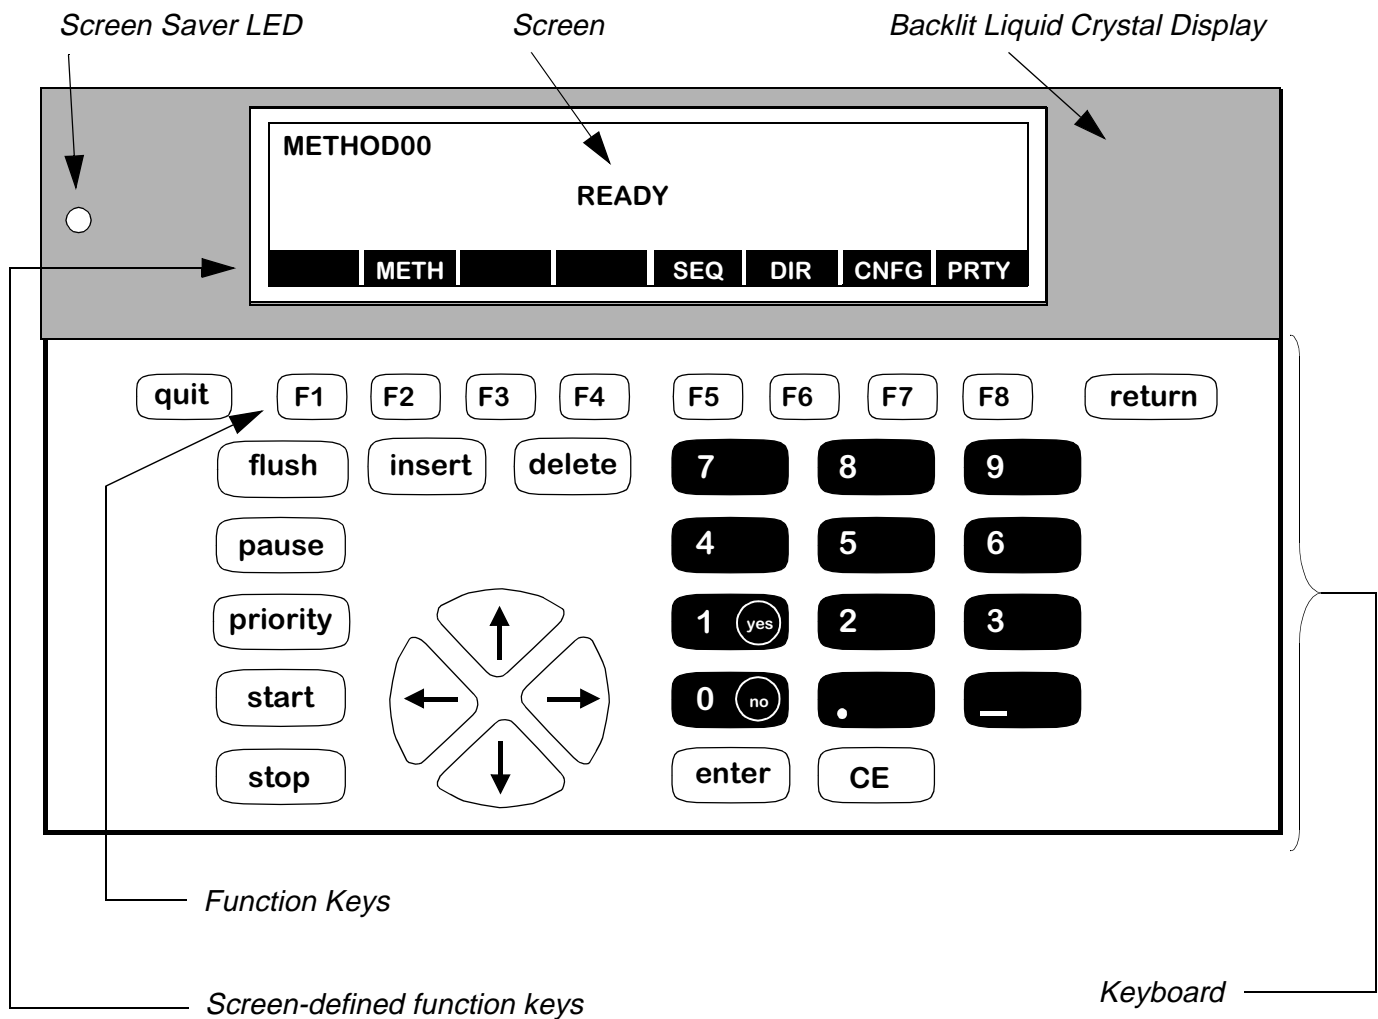 Screen Saver LED
Screen
Backlit Liquid Crystal Display
METHOD00
READY
METH SEQ DIR CNFG PRTY
quit F1 F2 F3 F4 F5 F6 F7 F8 return
flush insert delete 7 8 9
pause 4 5 6
priority 1 yes 2 3
start 0 no . _
stop enter CE
Function Keys
Keyboard
Screen-defined function keys